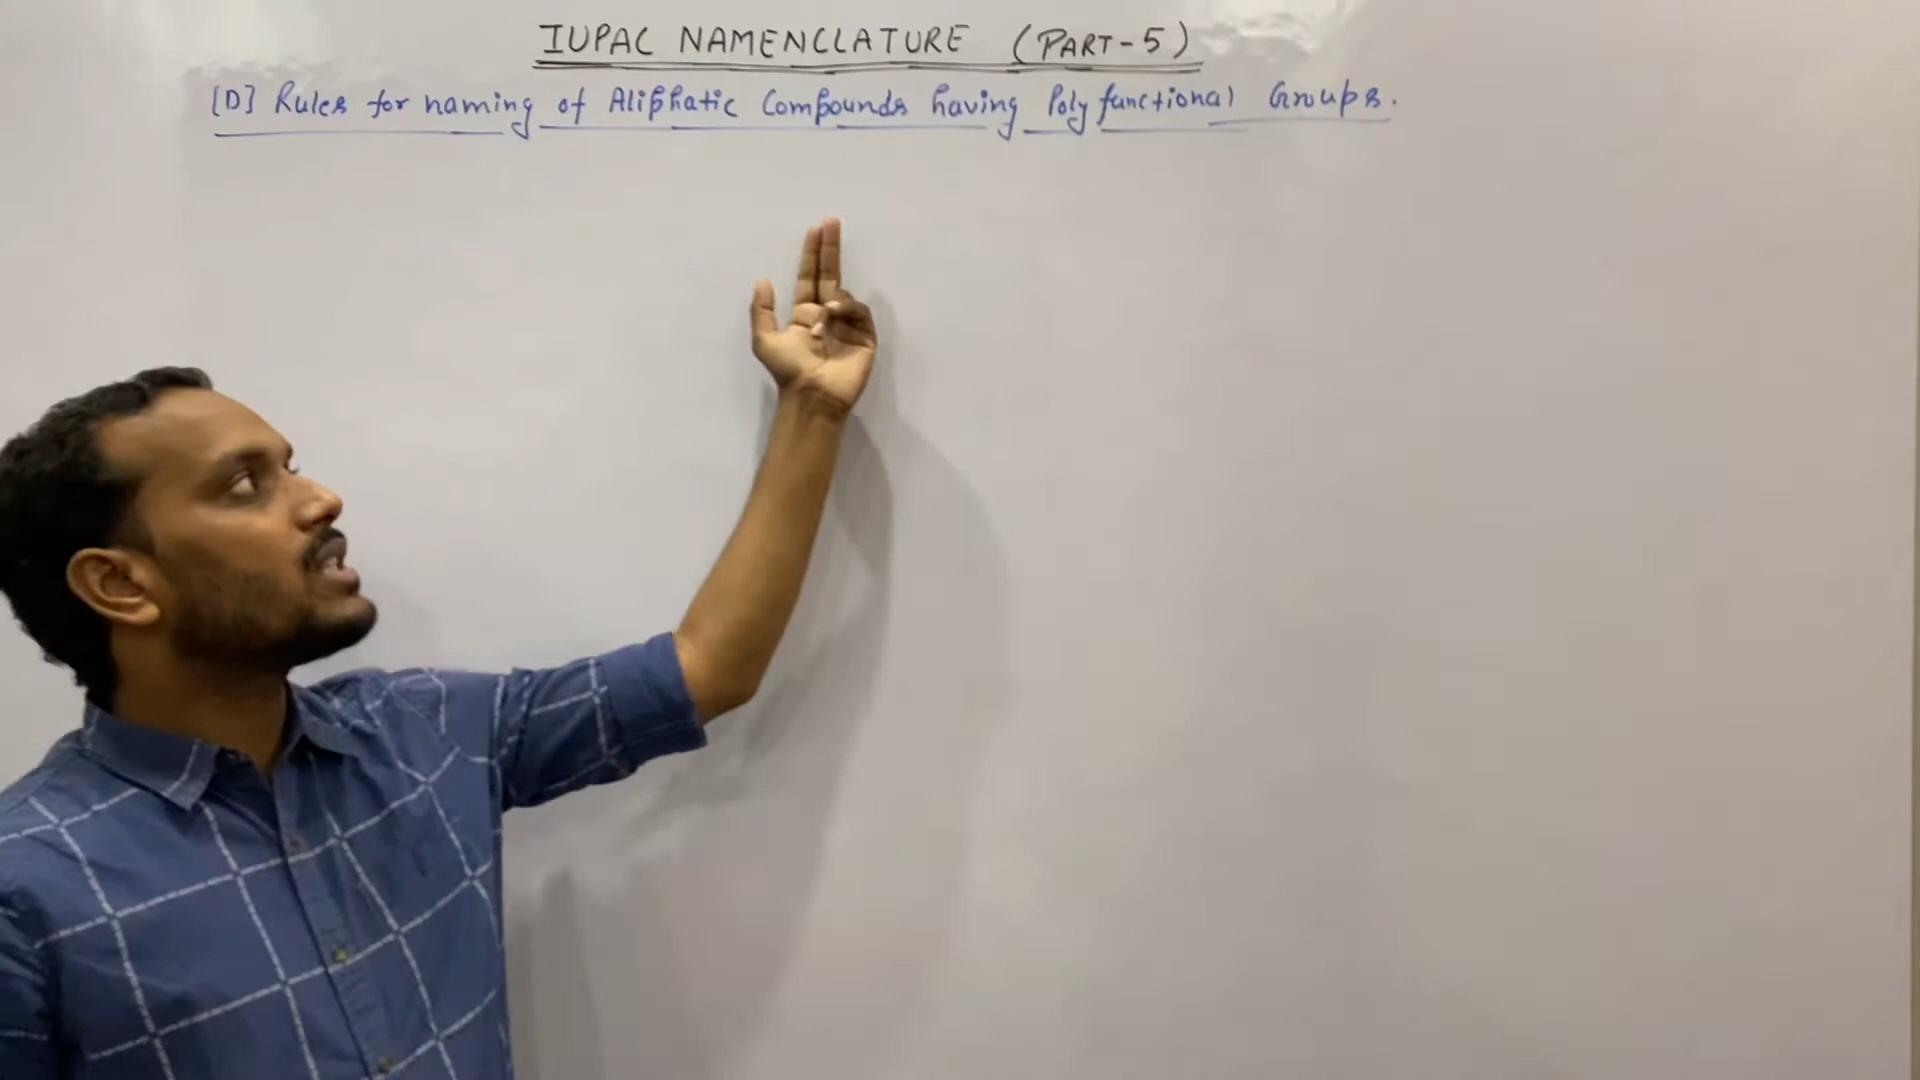 IUPAC NAMENCLATURE (PART-5)
[D] Rules for naming of Aliphatic Compounds having Poly functional Groups.